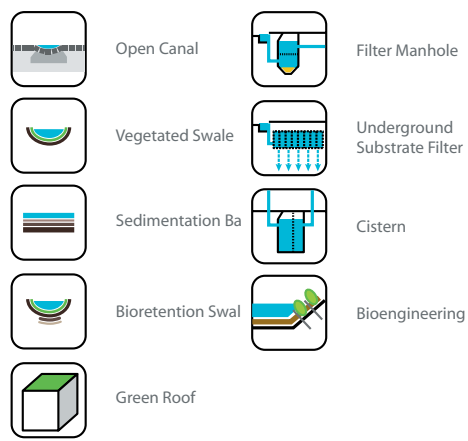 Open Canal
Vegetated Swale
Sedimentation Ba
Bioretention Swal
Green Roof
Filter Manhole
Underground
Substrate Filter
Cistern
Bioengineering